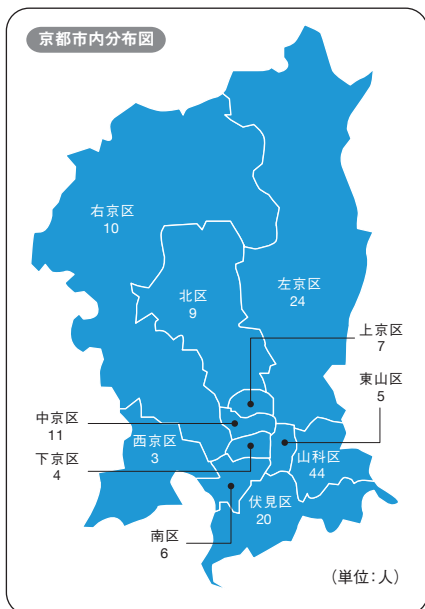 京都市内分布図
右京区
10
左京区
24
北区
9
上京区
7
東山区
5
中京区
11
西京区
3
下京区
4
山科区
44
伏見区
20
南区
6
（単位：人）